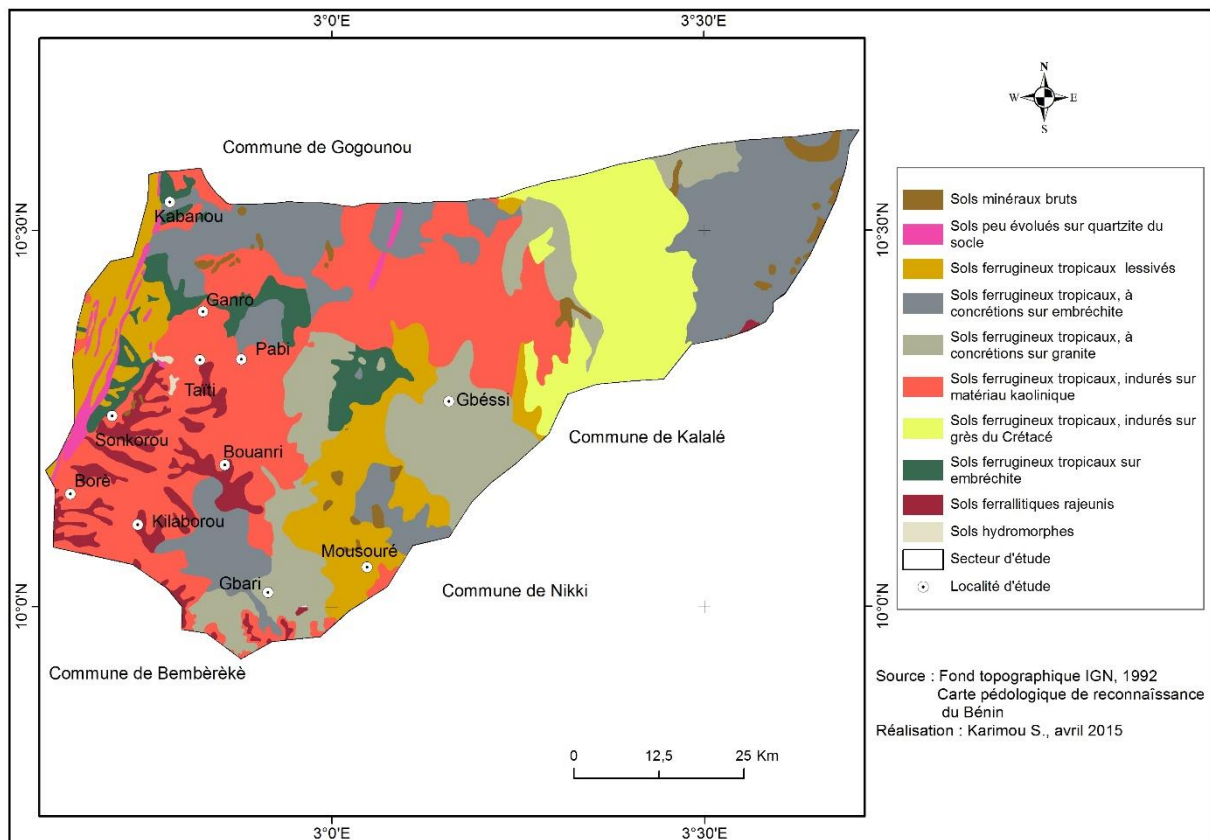 3°0'E
3°30'E
N
W
E
S
Commune de Gogounou
10°30'N
10°30'N
Kabanou
Ganro
Pabi
Taïti
Gbéssi
Sonkorou
Commune de Kalalé
Bouanri
Borè
Kilaborou
Mousouré
Gbari
Commune de Nikki
10°0'N
10°0'N
Commune de Bembèrèkè
Sols minéraux bruts
Sols peu évolués sur quartzite du
socle
Sols ferrugineux tropicaux lessivés
Sols ferrugineux tropicaux, à
concrétions sur embréchite
Sols ferrugineux tropicaux, à
concrétions sur granite
Sols ferrugineux tropicaux, indurés sur
matériau kaolinique
Sols ferrugineux tropicaux, indurés sur
grès du Crétacé
Sols ferrugineux tropicaux sur
embréchite
Sols ferrallitiques rajeunis
Sols hydromorphes
Secteur d'étude
Localité d'étude
Source : Fond topographique IGN, 1992
Carte pédologique de reconnaîssance
du Bénin
Réalisation : Karimou S., avril 2015
0 12,5 25 Km
3°0'E
3°30'E